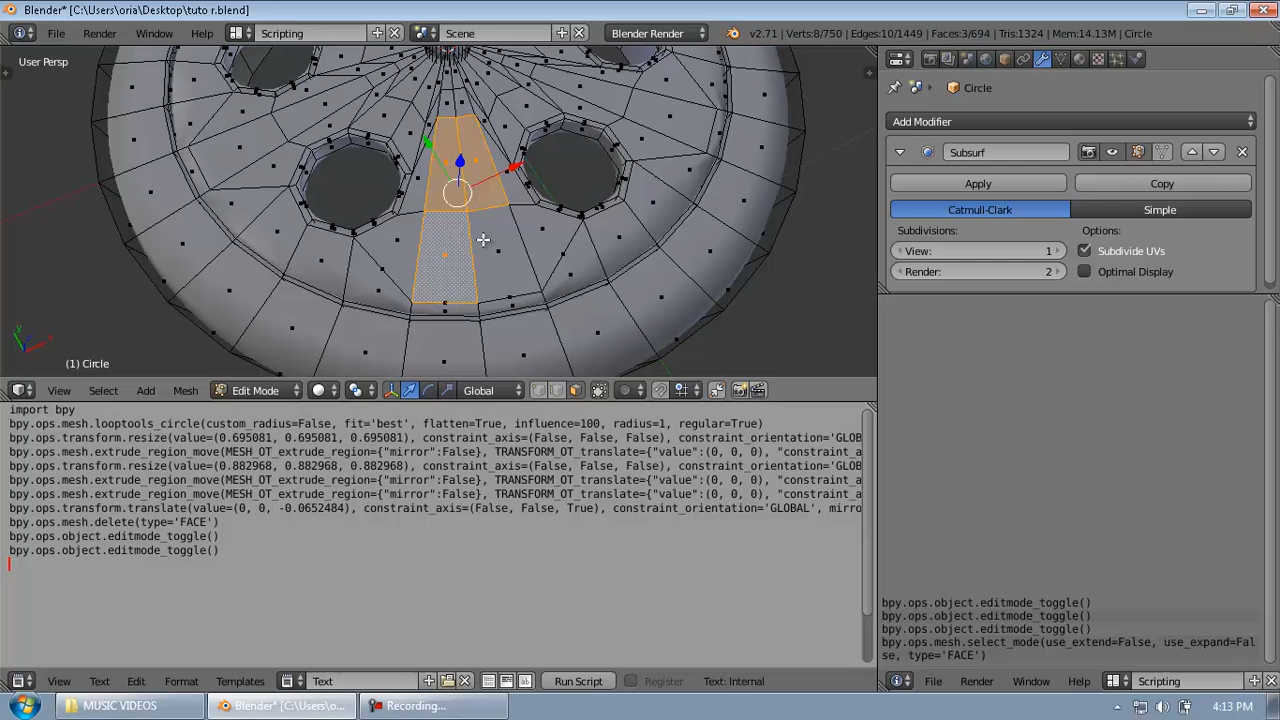 Blender* [C:\Users\oria\Desktop\tuto r.blend]
File Render Window Help Scripting Scene Blender Render v2.71 | Verts:8/750 | Edges:10/1449 | Faces:3/694 | Tris:1324 | Mem:14.13M | Circle
User Persp
Circle
Add Modifier
Subsurf
Apply Copy
Catmull-Clark Simple
Subdivisions: Options:
View: 1 Subdivide UVs
Render: 2 Optimal Display
(1) Circle
View Select Add Mesh Edit Mode Global
import bpy
bpy.ops.mesh.looptools_circle(custom_radius=False, fit='best', flatten=True, influence=100, radius=1, regular=True)
bpy.ops.transform.resize(value=(0.695081, 0.695081, 0.695081), constraint_axis=(False, False, False), constraint_orientation='GLOB
bpy.ops.mesh.extrude_region_move(MESH_OT_extrude_region={"mirror":False}, TRANSFORM_OT_translate={"value":(0, 0, 0), "constraint_a
bpy.ops.transform.resize(value=(0.882968, 0.882968, 0.882968), constraint_axis=(False, False, False), constraint_orientation='GLOB
bpy.ops.mesh.extrude_region_move(MESH_OT_extrude_region={"mirror":False}, TRANSFORM_OT_translate={"value":(0, 0, 0), "constraint_a
bpy.ops.mesh.extrude_region_move(MESH_OT_extrude_region={"mirror":False}, TRANSFORM_OT_translate={"value":(0, 0, 0), "constraint_a
bpy.ops.transform.translate(value=(0, 0, -0.0652484), constraint_axis=(False, False, True), constraint_orientation='GLOBAL', mirro
bpy.ops.mesh.delete(type='FACE')
bpy.ops.object.editmode_toggle()
bpy.ops.object.editmode_toggle()
bpy.ops.object.editmode_toggle()
bpy.ops.object.editmode_toggle()
bpy.ops.object.editmode_toggle()
bpy.ops.mesh.select_mode(use_extend=False, use_expand=Fal
se, type='FACE')
View Text Edit Format Templates Text Run Script Register Text: Internal
File Render Window Help Scripting
MUSIC VIDEOS Blender* [C:\Users\o... Recording... 4:13 PM